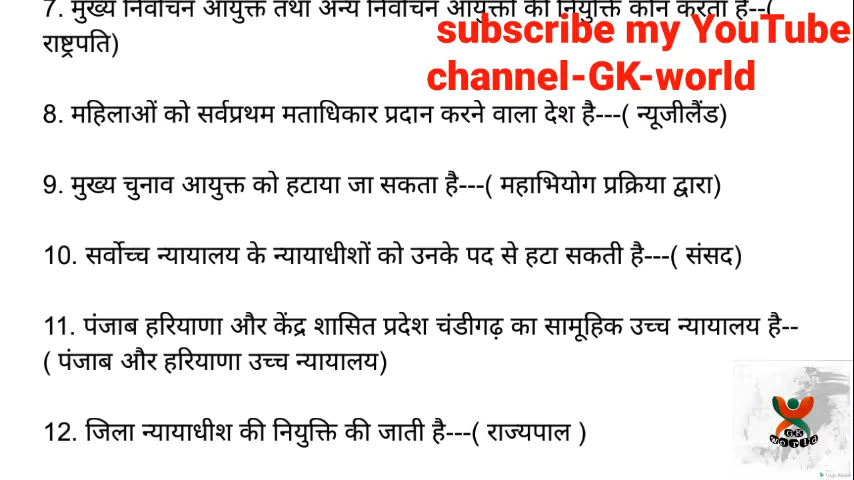 7. मुख्य निर्वाचन आयुक्त तथा अन्य निर्वाचन आयुक्तों की नियुक्ति कौन करता है--(
राष्ट्रपति)
subscribe my YouTube
channel-GK-world
8. महिलाओं को सर्वप्रथम मताधिकार प्रदान करने वाला देश है---( न्यूजीलैंड)
9. मुख्य चुनाव आयुक्त को हटाया जा सकता है---( महाभियोग प्रक्रिया द्वारा)
10. सर्वोच्च न्यायालय के न्यायाधीशों को उनके पद से हटा सकती है---( संसद)
11. पंजाब हरियाणा और केंद्र शासित प्रदेश चंडीगढ़ का सामूहिक उच्च न्यायालय है--
( पंजाब और हरियाणा उच्च न्यायालय)
12. जिला न्यायाधीश की नियुक्ति की जाती है---( राज्यपाल )
GK
World